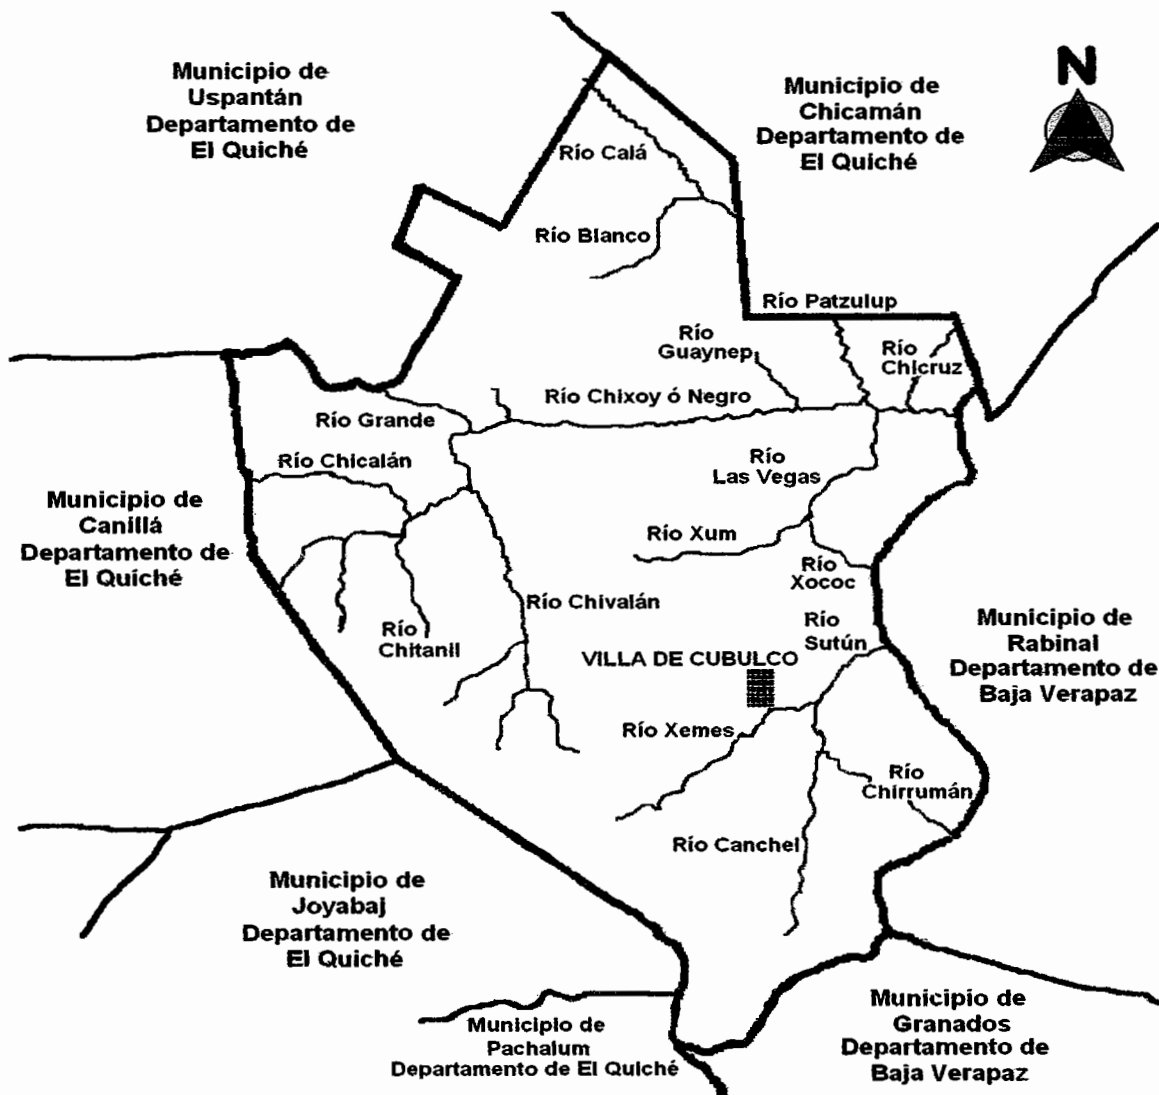 Municipio de
Uspantán
Departamento de
El Quiché
N
Municipio de
Chicamán
Departamento de
El Quiché
Río Calá
Río Blanco
Río Patzulup
Río
Guaynep
Río
Chicruz
Río Chixoy ó Negro
Río Grande
Río Chicalán
Río
Las Vegas
Municipio de
Canillá
Departamento de
El Quiché
Río Xum
Río
Xococ
Río Chivalán
Río
Chitanil
Río
Sutún
Municipio de
Rabinal
Departamento de
Baja Verapaz
VILLA DE CUBULCO
Río Xemes
Río
Chirrumán
Río Canchel
Municipio de
Joyabaj
Departamento de
El Quiché
Municipio de
Pachalum
Departamento de El Quiché
Municipio de
Granados
Departamento de
Baja Verapaz